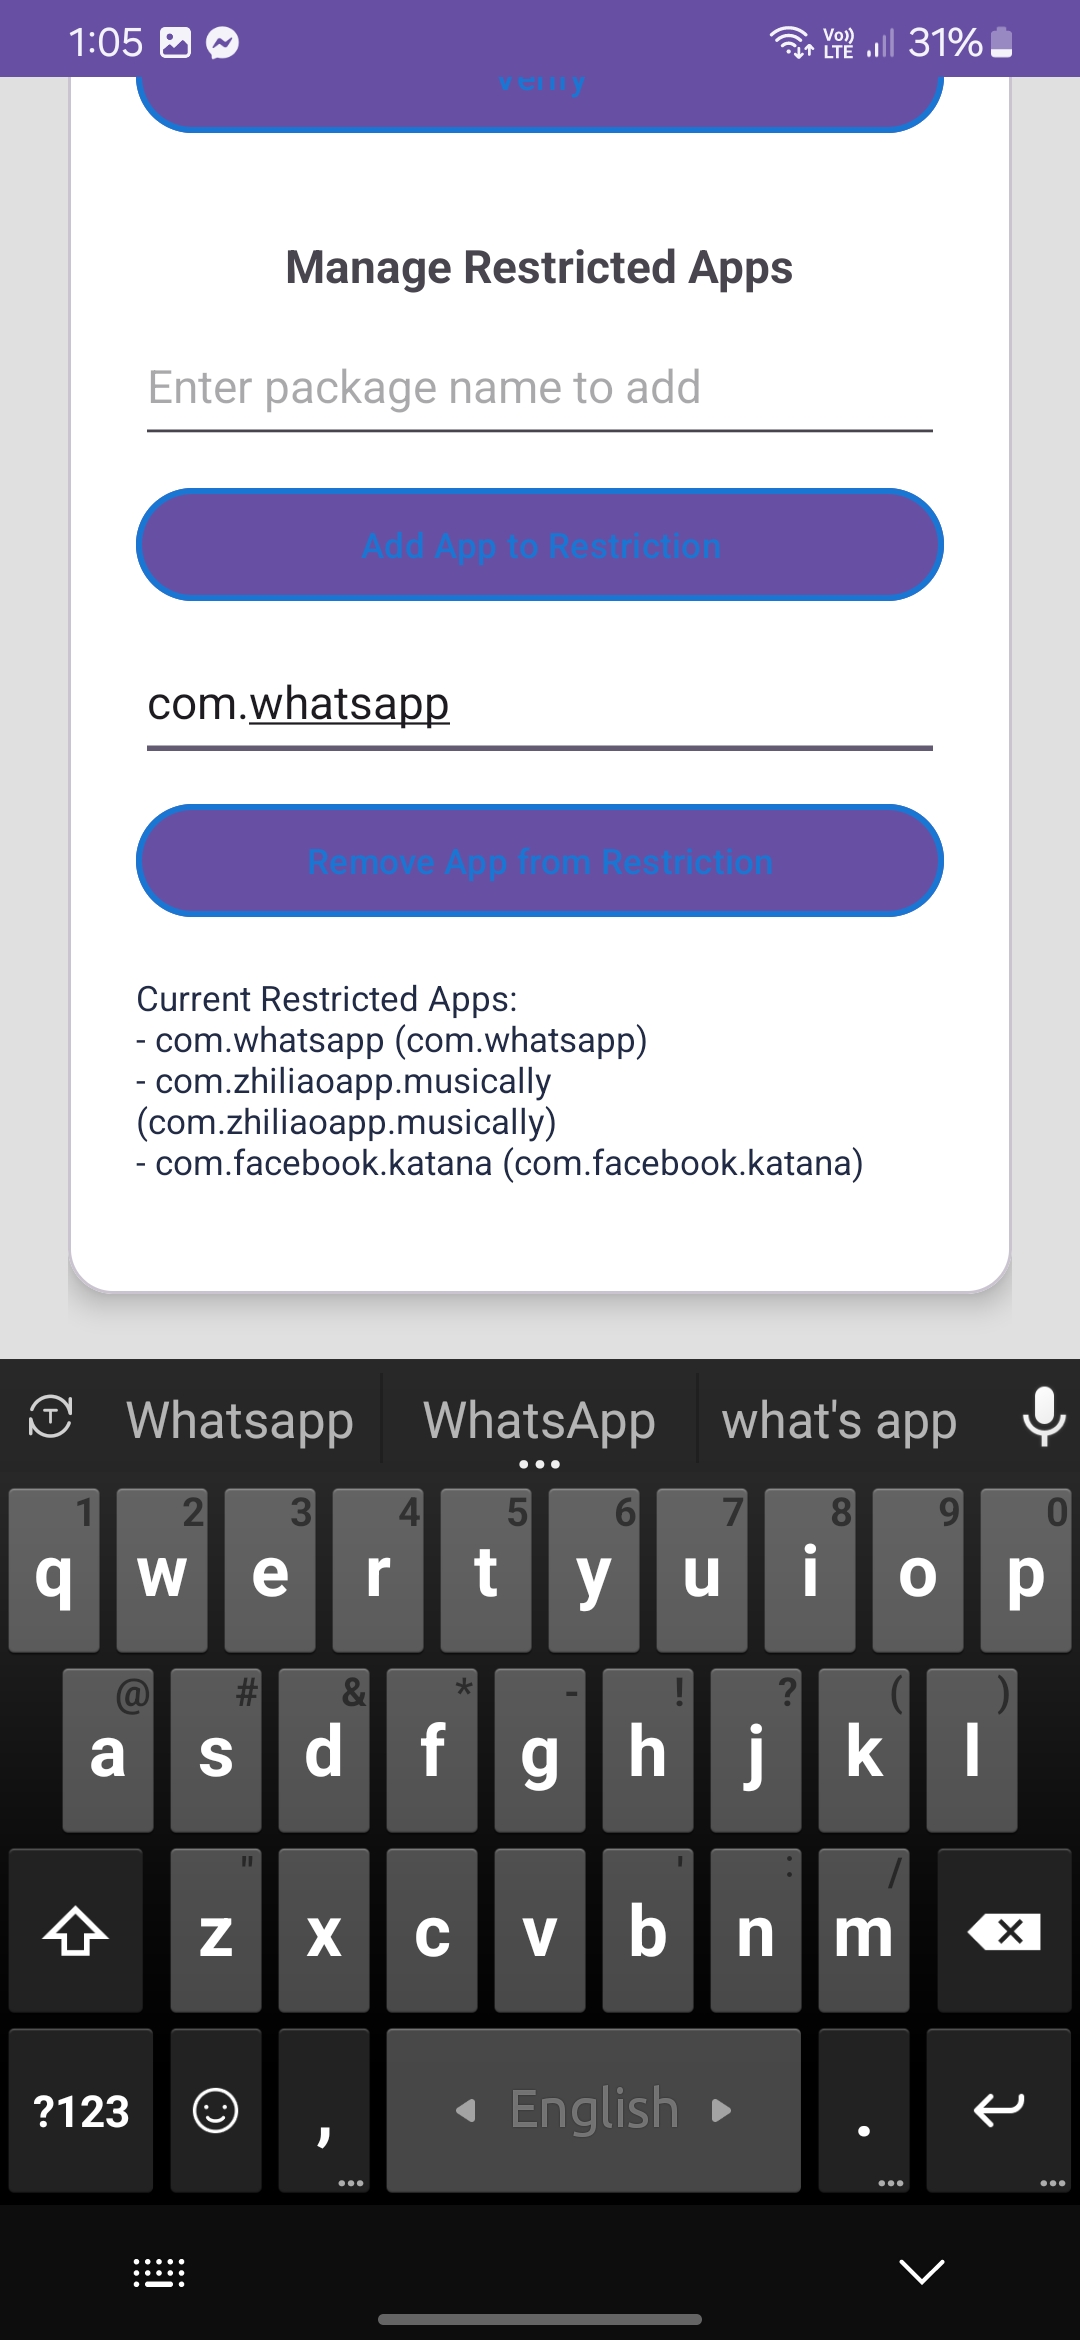 1:05
Vo))
LTE
31%
Verify
Manage Restricted Apps
Enter package name to add
Add App to Restriction
com.whatsapp
Remove App from Restriction
Current Restricted Apps:
- com.whatsapp (com.whatsapp)
- com.zhiliaoapp.musically
(com.zhiliaoapp.musically)
- com.facebook.katana (com.facebook.katana)
T
Whatsapp
WhatsApp
what's app
1 2 3 4 5 6 7 8 9 0
q w e r t y u i o p
@ # & * - ! ? ( )
a s d f g h j k l
" ' : /
z x c v b n m
?123 , English .